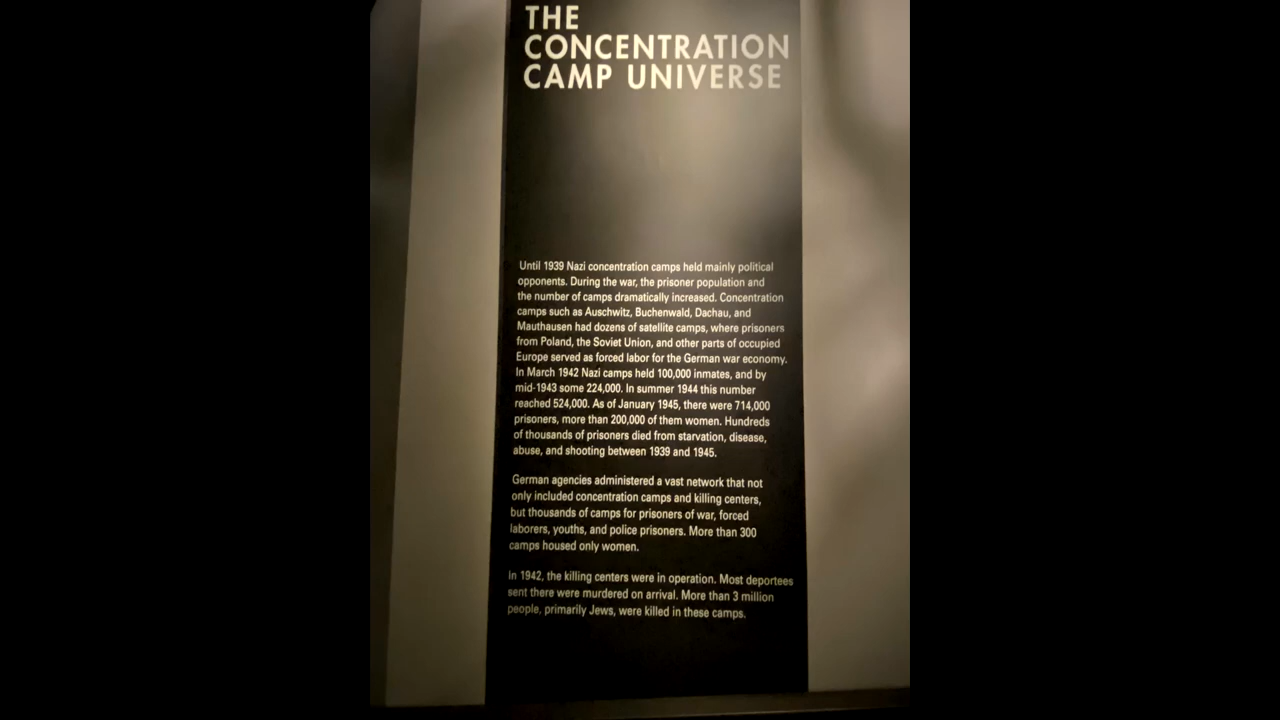 THE
CONCENTRATION
CAMP UNIVERSE
Until 1939 Nazi concentration camps held mainly political
opponents. During the war, the prisoner population and
the number of camps dramatically increased. Concentration
camps such as Auschwitz, Buchenwald, Dachau, and
Mauthausen had dozens of satellite camps, where prisoners
from Poland, the Soviet Union, and other parts of occupied
Europe served as forced labor for the German war economy.
In March 1942 Nazi camps held 100,000 inmates, and by
mid-1943 some 224,000. In summer 1944 this number
reached 524,000. As of January 1945, there were 714,000
prisoners, more than 200,000 of them women. Hundreds
of thousands of prisoners died from starvation, disease,
abuse, and shooting between 1939 and 1945.
German agencies administered a vast network that not
only included concentration camps and killing centers,
but thousands of camps for prisoners of war, forced
laborers, youths, and police prisoners. More than 300
camps housed only women.
In 1942, the killing centers were in operation. Most deportees
sent there were murdered on arrival. More than 3 million
people, primarily Jews, were killed in these camps.